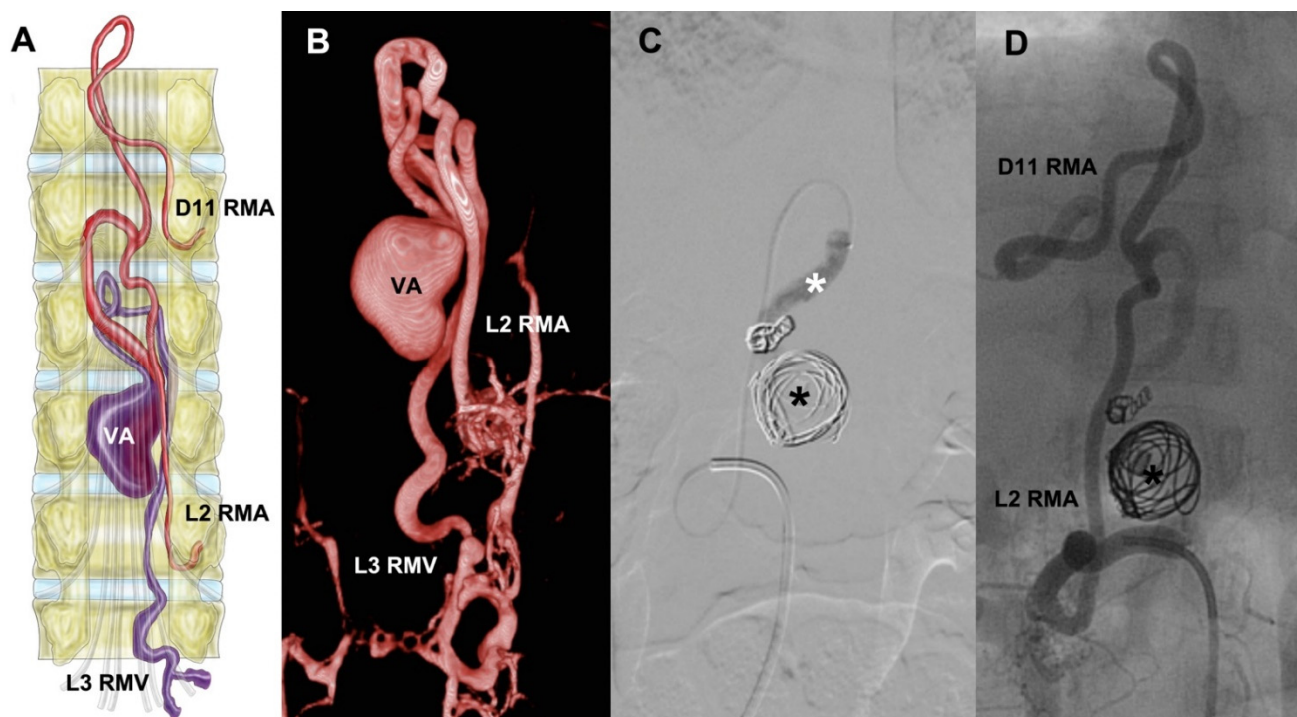 A
D11 RMA
VA
L2 RMA
L3 RMV
B
VA
L2 RMA
L3 RMV
C
*
*
D
D11 RMA
L2 RMA
*